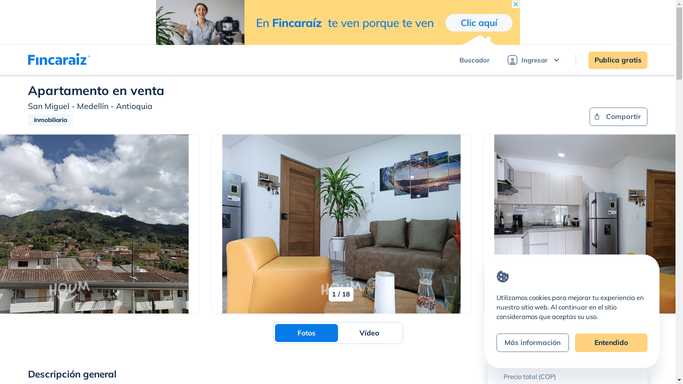 En Fincaraíz te ven porque te ven
Clic aquí
Fincaraíz
Buscador
Ingresar
Publica gratis
Apartamento en venta
San Miguel - Medellín - Antioquia
Compartir
Inmobiliaria
HOUM
HOUM
1 / 18
Utilizamos cookies para mejorar tu experiencia en
nuestro sitio web. Al continuar en el sitio
consideramos que aceptas su uso.
Más información
Entendido
Fotos
Vídeo
Descripción general
Precio total (COP)